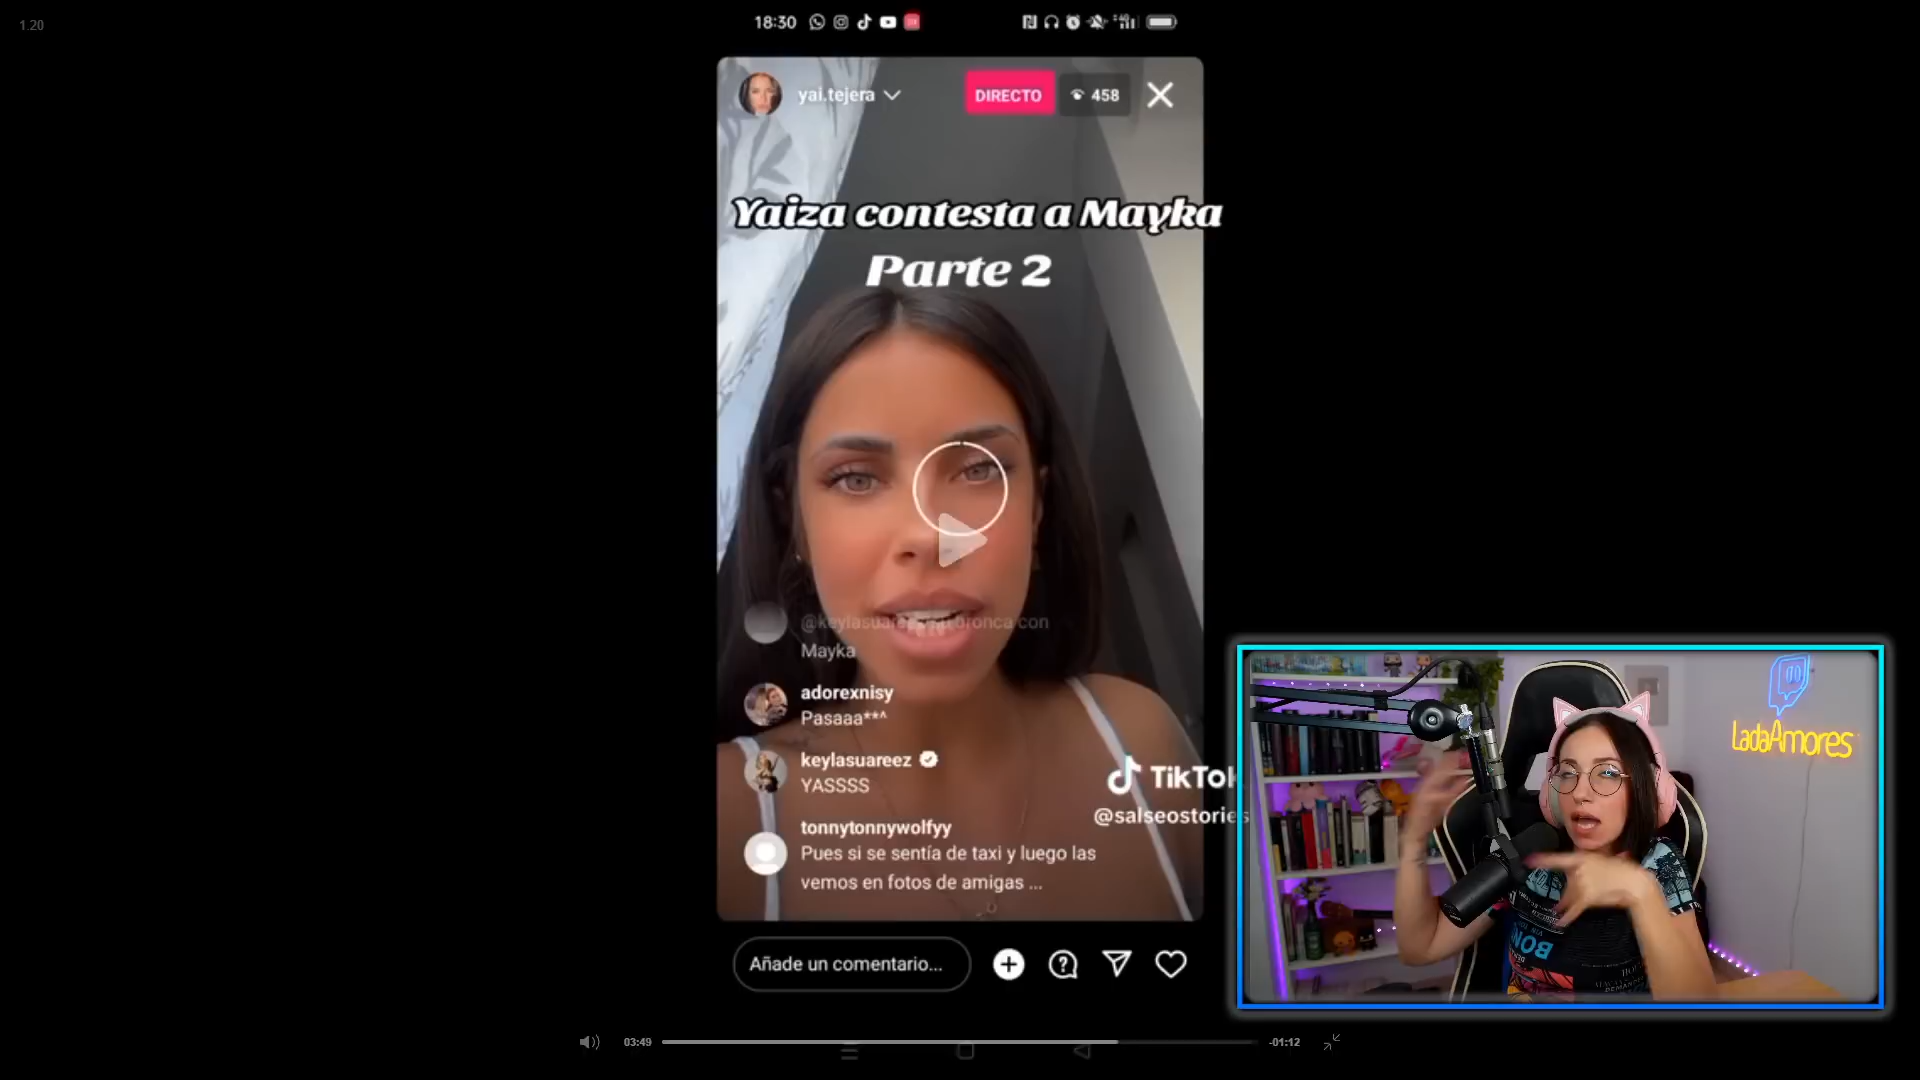 1.20
18:30
yai.tejera
DIRECTO
458
Yaiza contesta a Mayka
Parte 2
Mayka
adorexnisy
Pasaaa**^
keylasuareez
YASSSS
tonnytonnywolfyy
Pues si se sentía de taxi y luego las
vemos en fotos de amigas ...
TikTok
@salseostories
Añade un comentario...
LadaAmores
03:49
-01:12